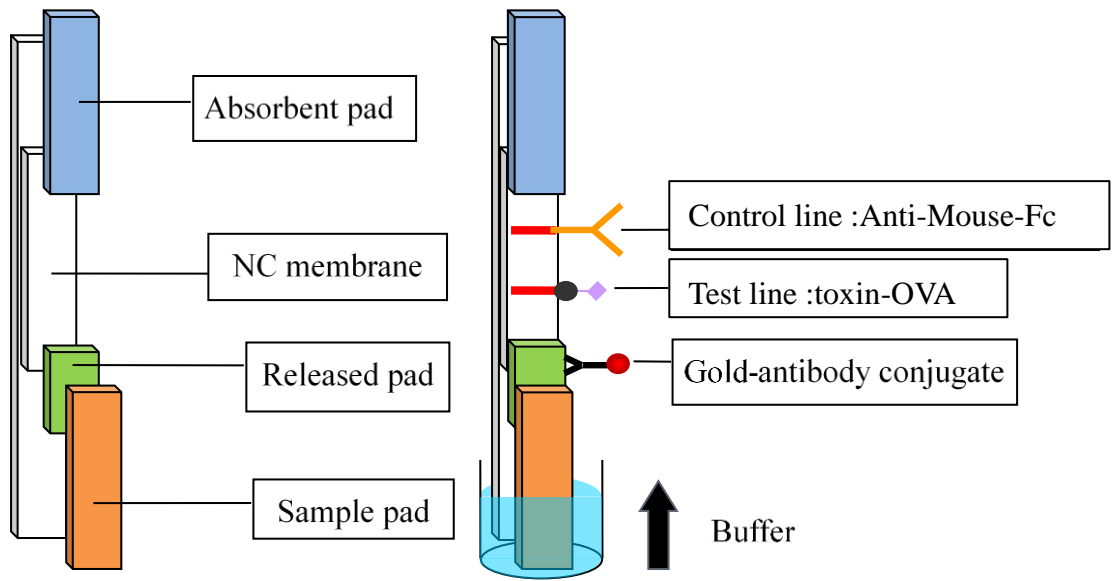 Absorbent pad
NC membrane
Released pad
Sample pad
Control line :Anti-Mouse-Fc
Test line :toxin-OVA
Gold-antibody conjugate
Buffer